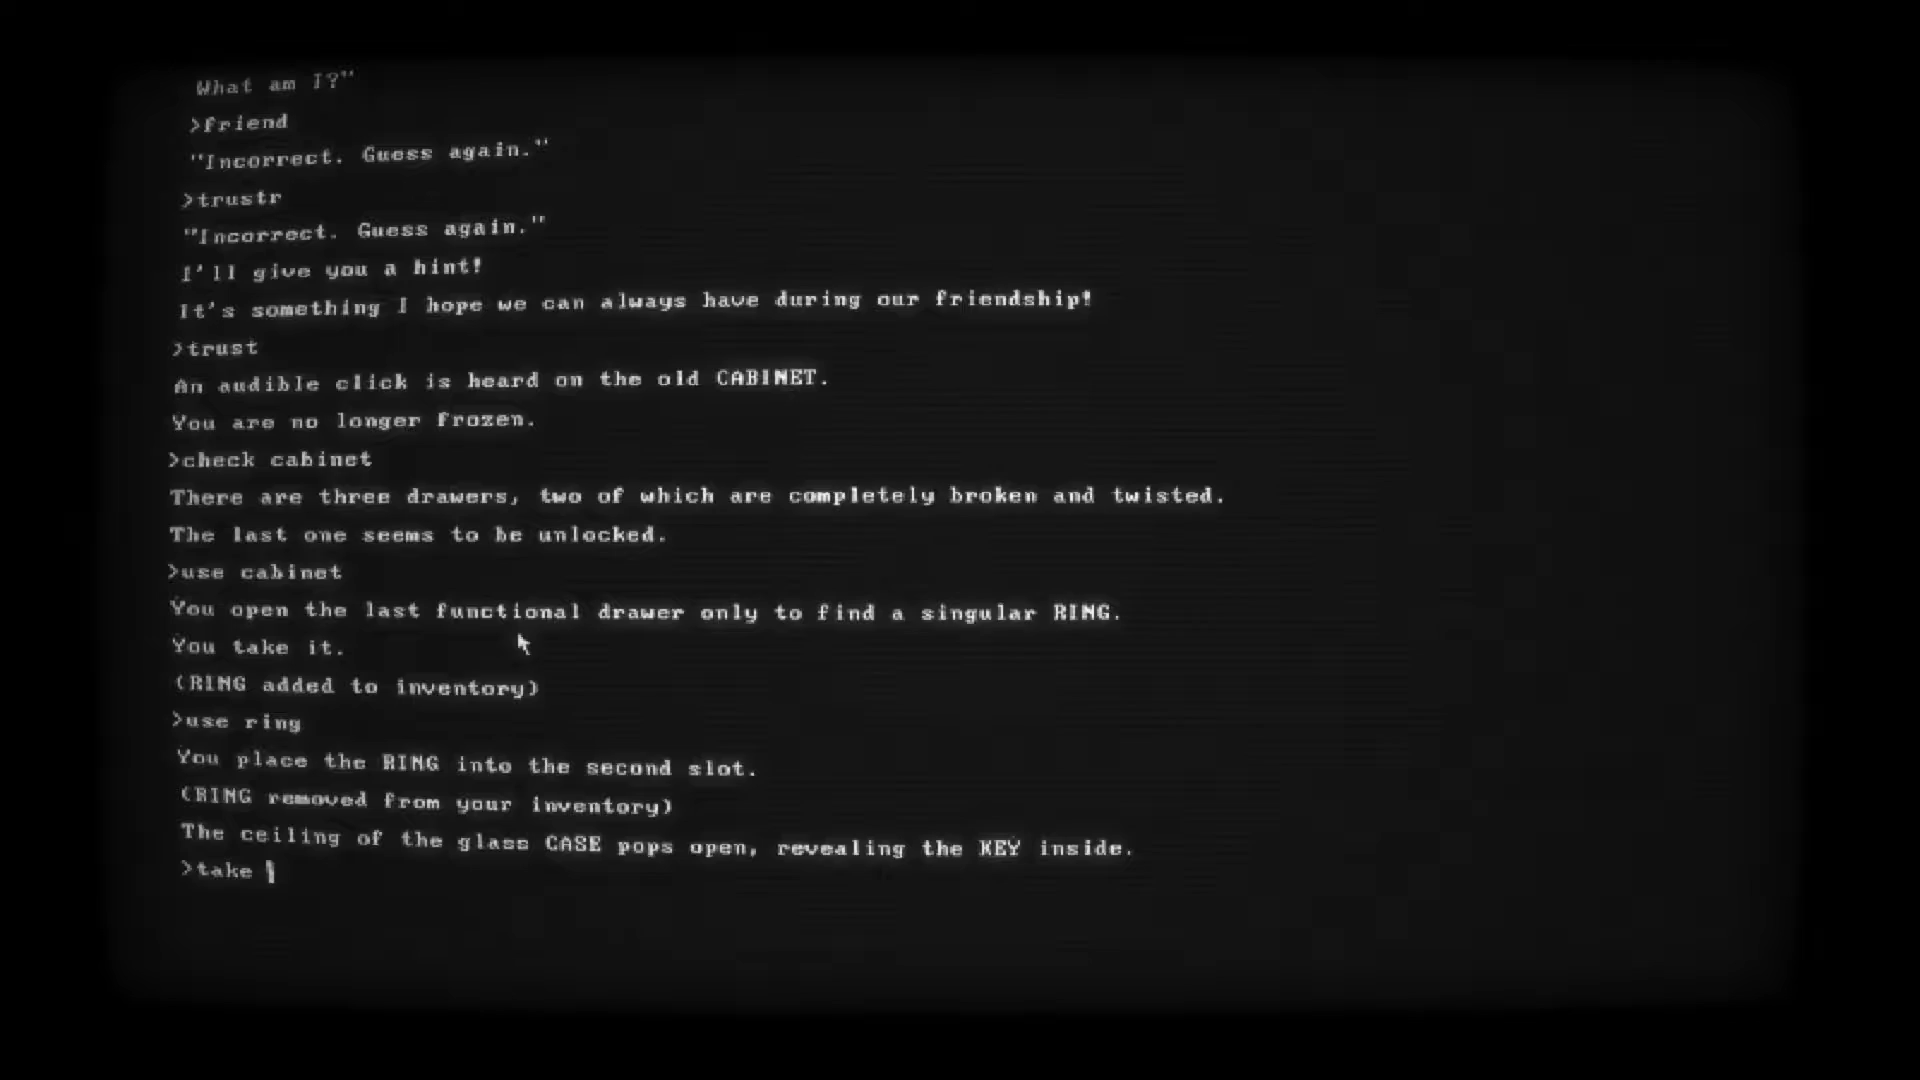 What am I?"
>friend
"Incorrect. Guess again."
>trustr
"Incorrect. Guess again."
I'll give you a hint!
It's something I hope we can always have during our friendship!
>trust
An audible click is heard on the old CABINET.
You are no longer frozen.
>check cabinet
There are three drawers, two of which are completely broken and twisted.
The last one seems to be unlocked.
>use cabinet
You open the last functional drawer only to find a singular RING.
You take it.
(RING added to inventory)
>use ring
You place the RING into the second slot.
(RING removed from your inventory)
The ceiling of the glass CASE pops open, revealing the KEY inside.
>take